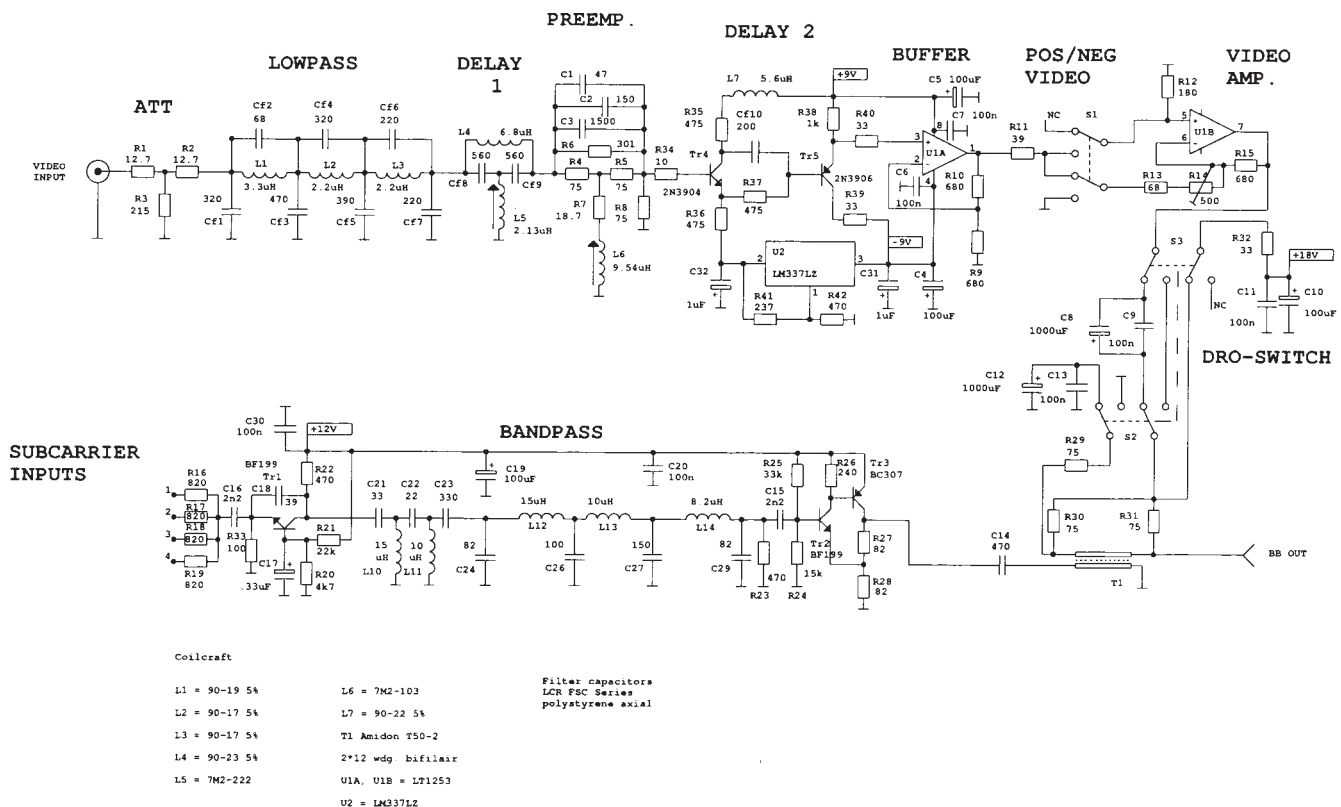 PREEMP.
DELAY 2
LOWPASS
DELAY
1
BUFFER
POS/NEG
VIDEO
VIDEO
AMP.
ATT
VIDEO
INPUT
R1
12.7
R2
12.7
R3
215
Cf2
68
Cf4
320
Cf6
220
L1
3.3uH
L2
2.2uH
L3
2.2uH
320
Cf1
470
Cf3
390
Cf5
220
Cf7
L4
6.8uH
560
560
Cf8
Cf9
L5
2.13uH
C1
47
C2
150
C3
1500
R6
301
R4
75
R5
75
R7
18.7
R8
75
L6
9.54uH
R34
10
2N3904
Tr4
L7
5.6uH
R35
475
Cf10
200
R37
475
R36
475
+9V
R38
1k
R40
33
Tr5
2N3906
R39
33
-9V
C32
1uF
U2
LM337LZ
2
3
1
R41
237
R42
470
C31
1uF
C4
100uF
C5
100uF
C7
100n
8
3
2
1
4
+
-
U1A
C6
100n
R10
680
R9
680
R11
39
NC
S1
R12
180
5
6
7
+
-
U1B
R13
68
R14
500
R15
680
S3
R32
33
+18V
NC
C11
100n
C10
100uF
C8
1000uF
C9
100n
DRO-SWITCH
C12
1000uF
C13
100n
S2
R29
75
R30
75
R31
75
C14
470
T1
BB OUT
SUBCARRIER
INPUTS
BANDPASS
1
2
3
4
R16
820
R17
820
R18
820
R19
820
C16
2n2
C30
100n
+12V
BF199
Tr1
C18
39
R22
470
R33
100
R21
22k
C17
.33uF
R20
4k7
C21
33
C22
22
C23
330
15
uH
L10
10
uH
L11
C19
100uF
C20
100n
15uH
L12
10uH
L13
8.2uH
L14
82
C24
100
C26
150
C27
82
C29
470
R23
C15
2n2
R25
33k
15k
R24
R26
240
Tr3
BC307
Tr2
BF199
R27
82
R28
82
Coilcraft
L1 = 90-19 5%
L2 = 90-17 5%
L3 = 90-17 5%
L4 = 90-23 5%
L5 = 7M2-222
L6 = 7M2-103
L7 = 90-22 5%
T1 Amidon T50-2
2*12 wdg. bifilair
U1A, U1B = LT1253
U2 = LM337LZ
Filter capacitors
LCR FSC Series
polystyrene axial